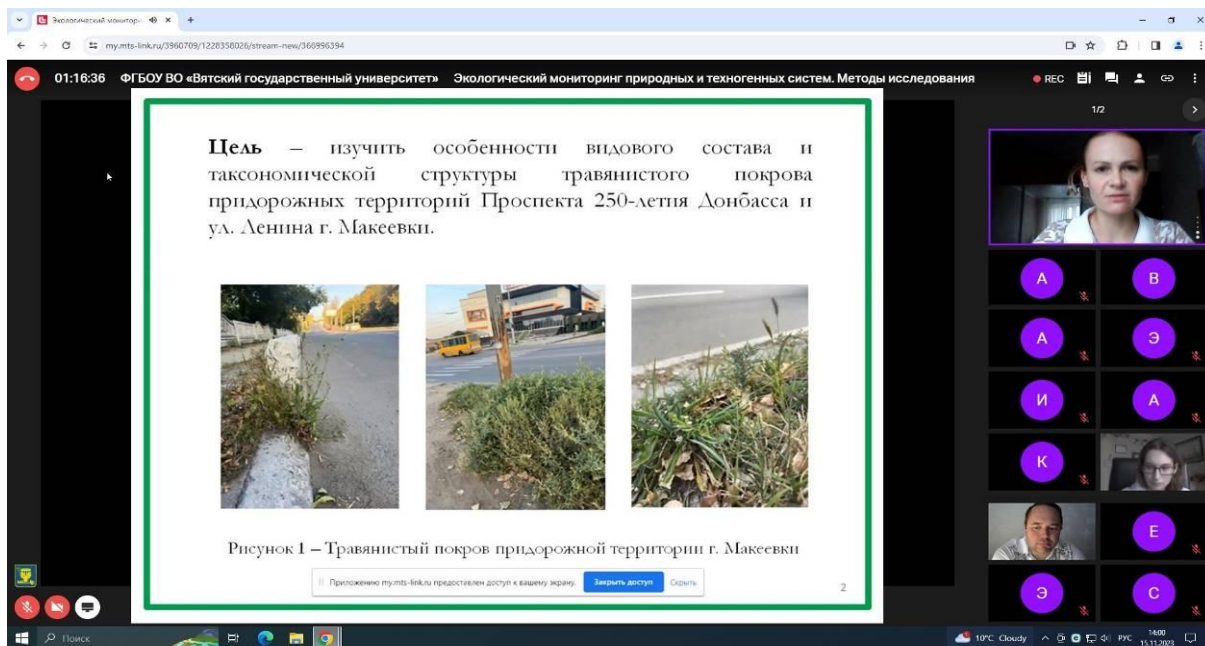 Экологический монитори
my.mts-link.ru/3960709/1228358026/stream-new/366996394
01:16:36 ФГБОУ ВО «Вятский государственный университет» Экологический мониторинг природных и техногенных систем. Методы исследования
REC
1/2
Цель – изучить особенности видового состава и
таксономической структуры травянистого покрова
придорожных территорий Проспекта 250-летия Донбасса и
ул. Ленина г. Макеевки.
А
В
А
Э
И
А
К
Е
Э
С
Рисунок 1 – Травянистый покров придорожной территории г. Макеевки
Приложению my.mts-link.ru предоставлен доступ к вашему экрану.
Закрыть доступ
Скрыть
2
Поиск
10°C Cloudy
РУС
14:00
15.11.2023